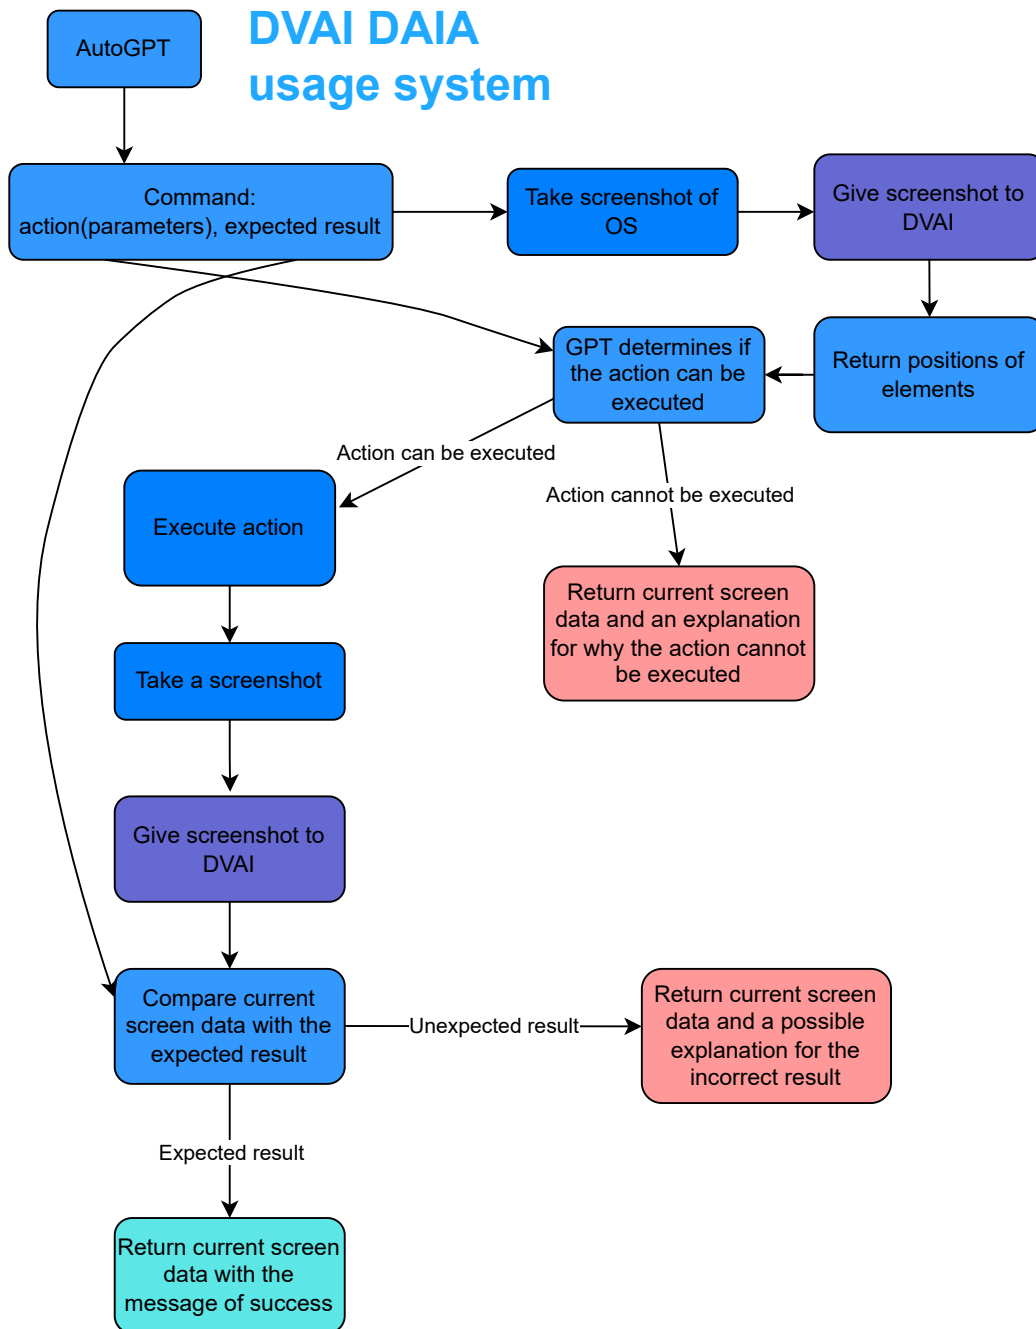 AutoGPT
DVAI DAIA
usage system
Command:
action(parameters), expected result
Take screenshot of
OS
Give screenshot to
DVAI
GPT determines if
the action can be
executed
Return positions of
elements
Action can be executed
Action cannot be executed
Execute action
Return current screen
data and an explanation
for why the action cannot
be executed
Take a screenshot
Give screenshot to
DVAI
Compare current
screen data with the
expected result
Unexpected result
Return current screen
data and a possible
explanation for the
incorrect result
Expected result
Return current screen
data with the
message of success